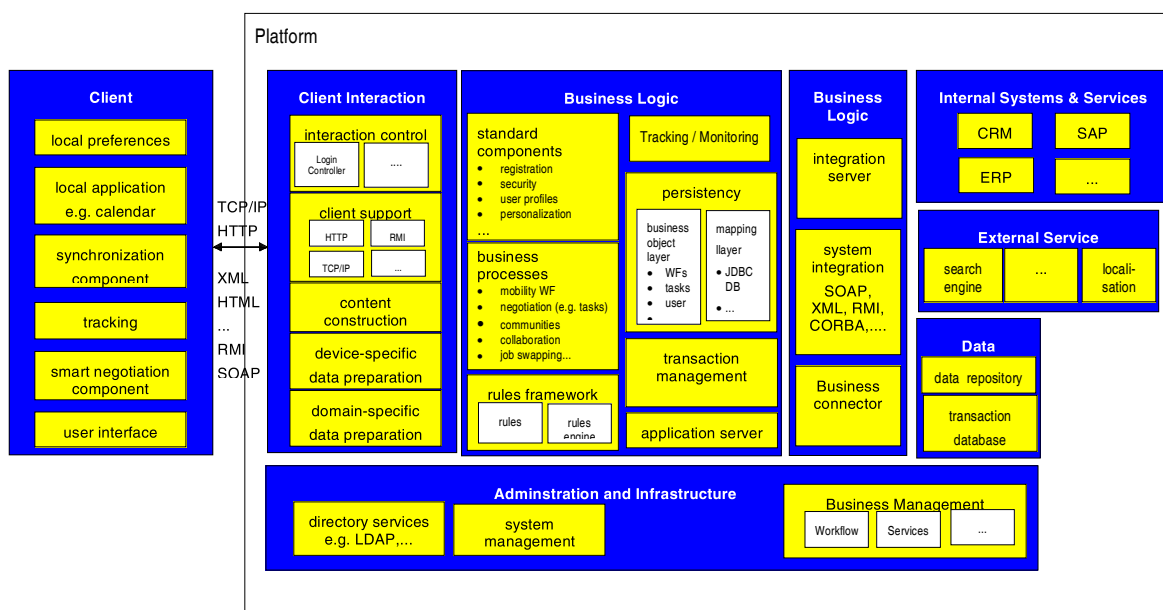 Platform
Client
local preferences
local application
e.g. calendar
synchronization
component
tracking
smart negotiation
component
user interface
TCP/IP
HTTP
XML
HTML
...
RMI
SOAP
Client Interaction
interaction control
Login
Controller
....
client support
HTTP
RMI
TCP/IP
...
content
construction
device-specific
data preparation
domain-specific
data preparation
Business Logic
standard
components
• registration
• security
• user profiles
• personalization
...
business
processes
• mobility WF
• negotiation (e.g. tasks)
• communities
• collaboration
• job swapping...
rules framework
rules
rules
engine
Tracking / Monitoring
persistency
business
object
layer
• WFs
• tasks
• user
•
mapping
llayer
• JDBC
DB
• ...
transaction
management
application server
Business
Logic
integration
server
system
integration
SOAP,
XML, RMI,
CORBA,....
Business
connector
Internal Systems & Services
CRM
SAP
ERP
...
External Service
search
engine
...
locali-
sation
Data
data repository
transaction
database
Adminstration and Infrastructure
directory services
e.g. LDAP,...
system
management
Business Management
Workflow
Services
...